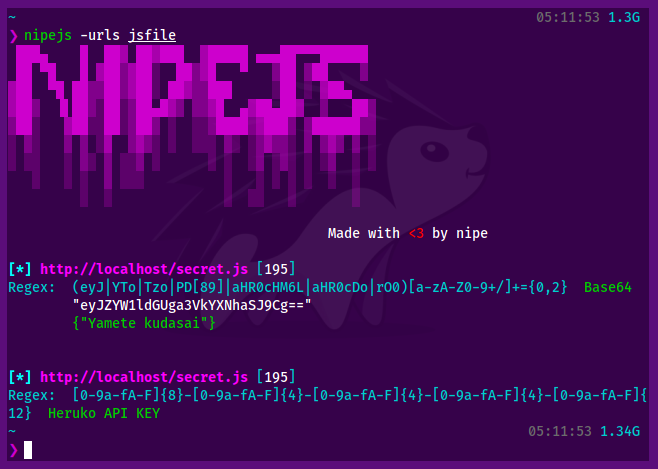 ~ 05:11:53 1.3G
❯ nipejs -urls jsfile
NIPEJS
Made with <3 by nipe
[*] http://localhost/secret.js [195]
Regex: (eyJ|YTo|Tzo|PD[89]|aHR0cHM6L|aHR0cDo|rO0)[a-zA-Z0-9+/]+={0,2} Base64
"eyJZYW1ldGUga3VkYXNhaSJ9Cg=="
{"Yamete kudasai"}
[*] http://localhost/secret.js [195]
Regex: [0-9a-fA-F]{8}-[0-9a-fA-F]{4}-[0-9a-fA-F]{4}-[0-9a-fA-F]{4}-[0-9a-fA-F]{
12} Heruko API KEY
~ 05:11:53 1.34G
❯